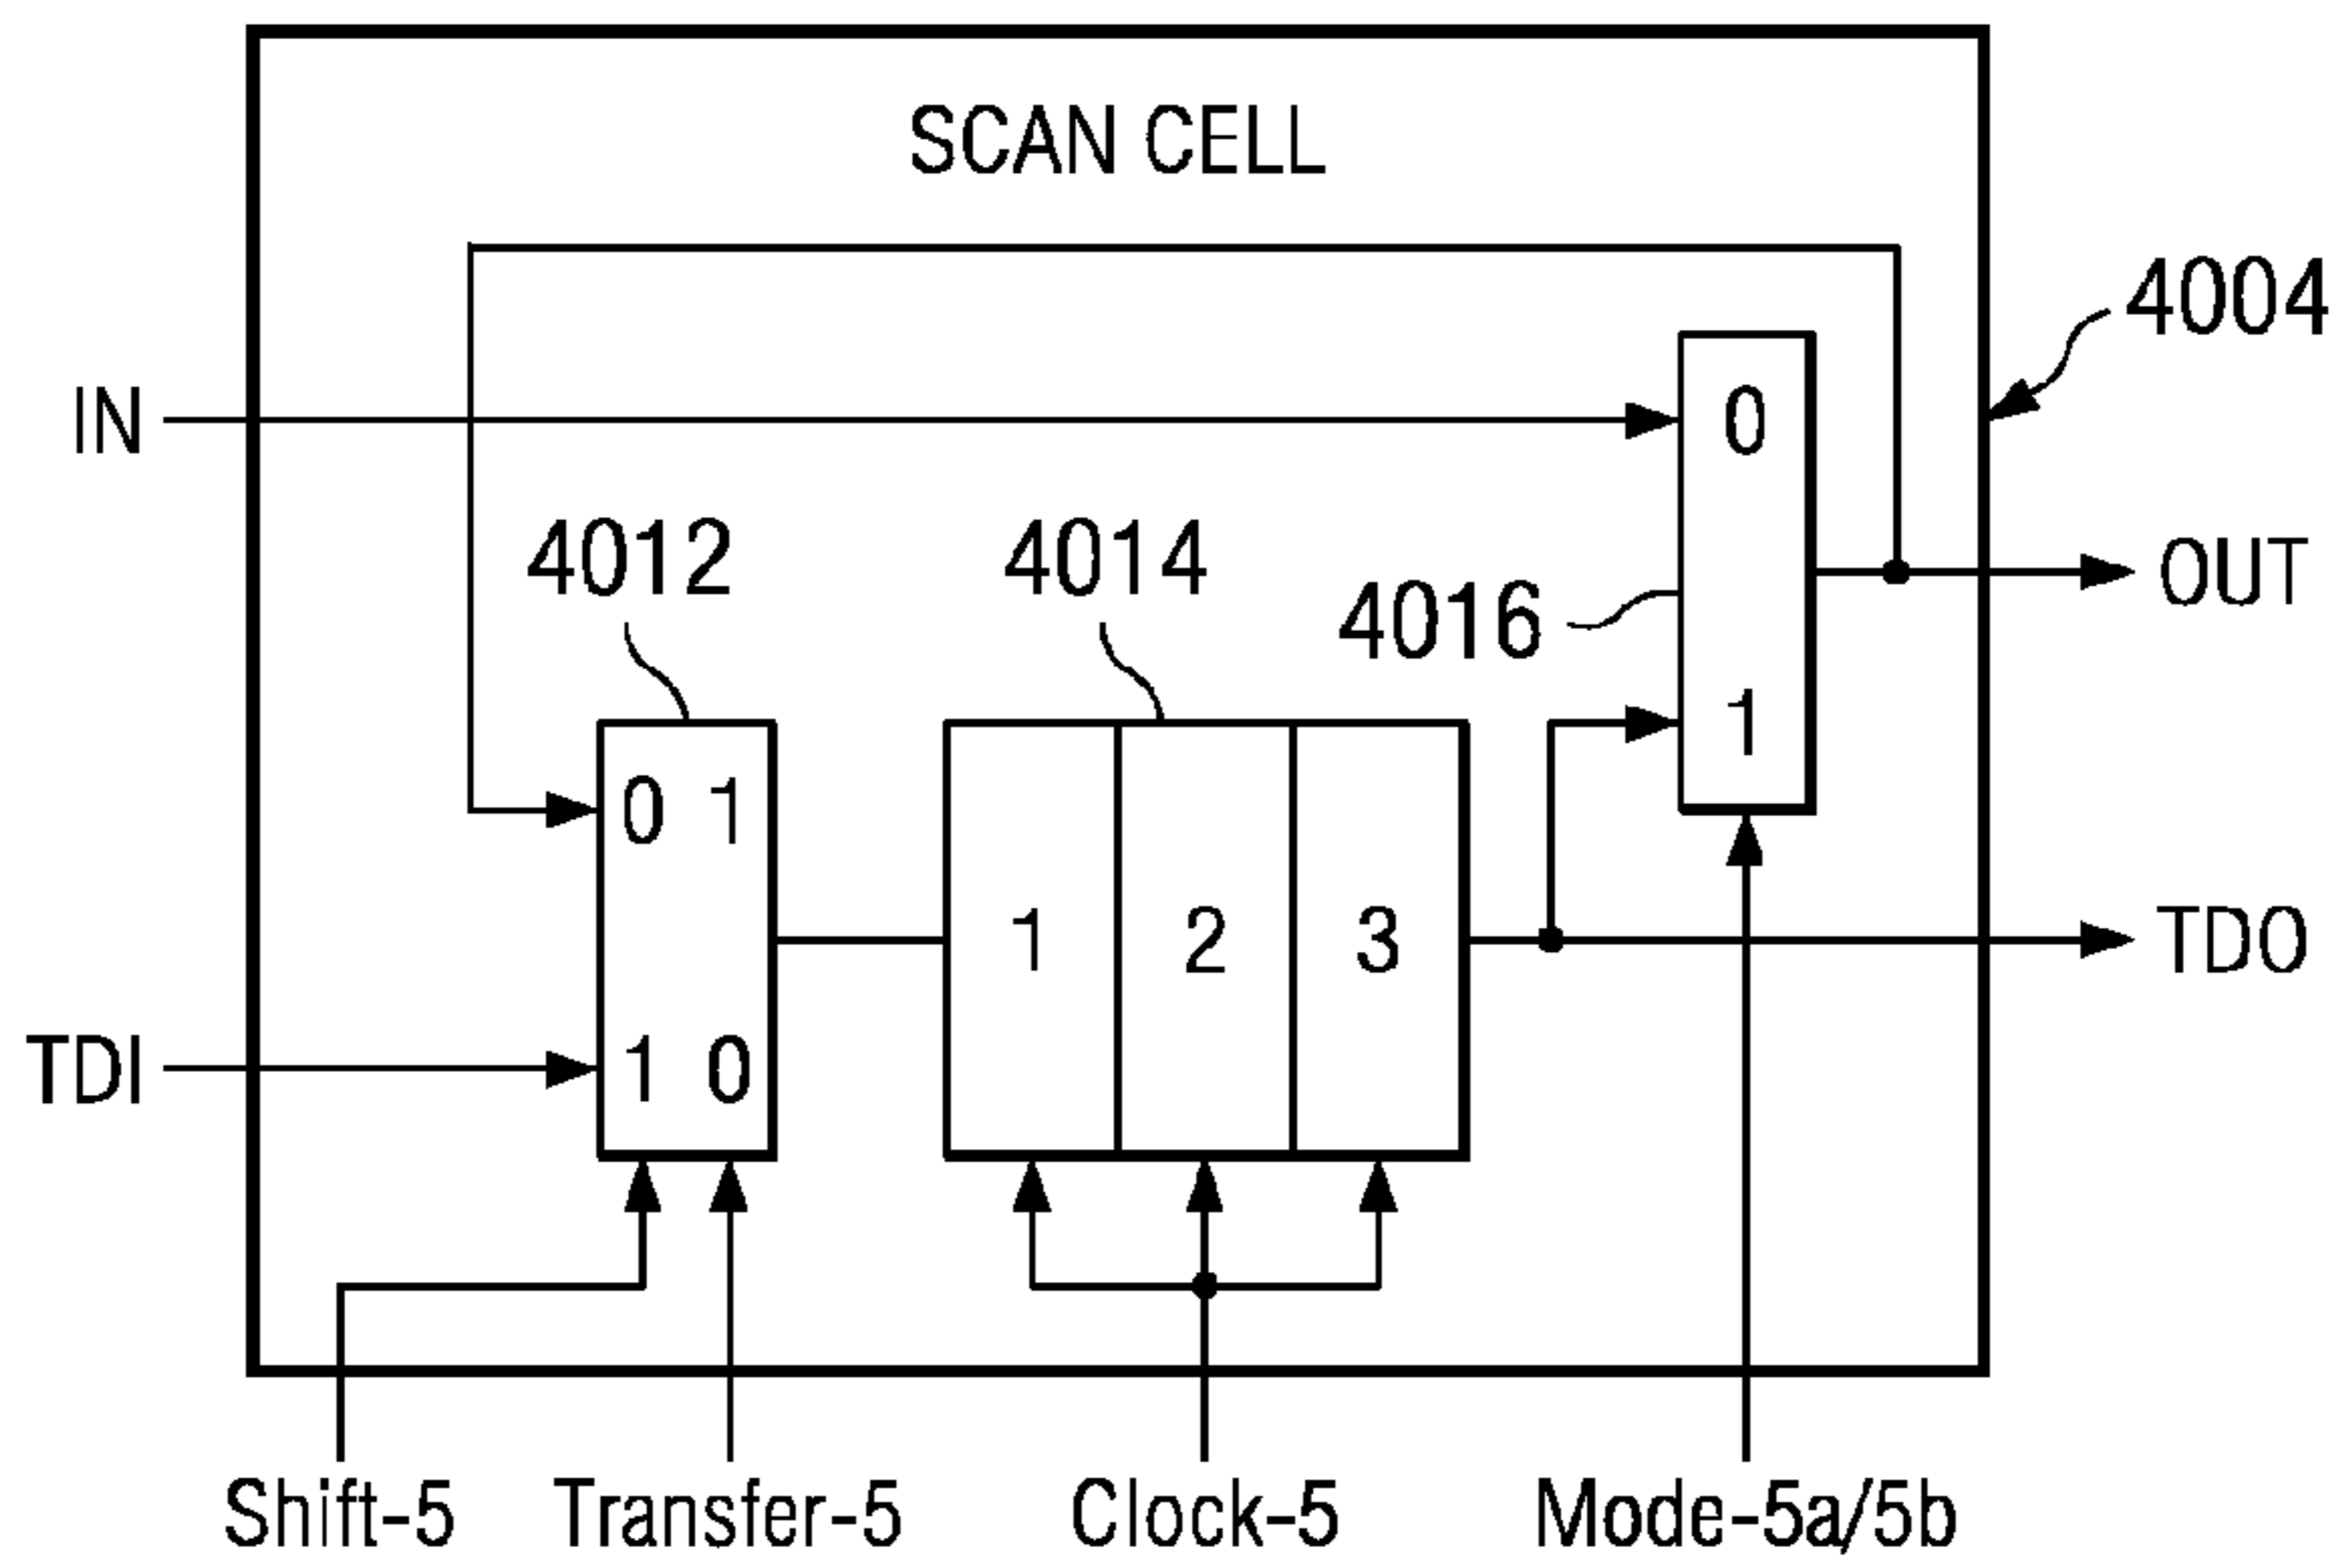 SCAN CELL
4004
IN
0
4012
4014
4016
OUT
1
0 1
1
2
3
TDO
TDI
1 0
Shift-5
Transfer-5
Clock-5
Mode-5a/5b